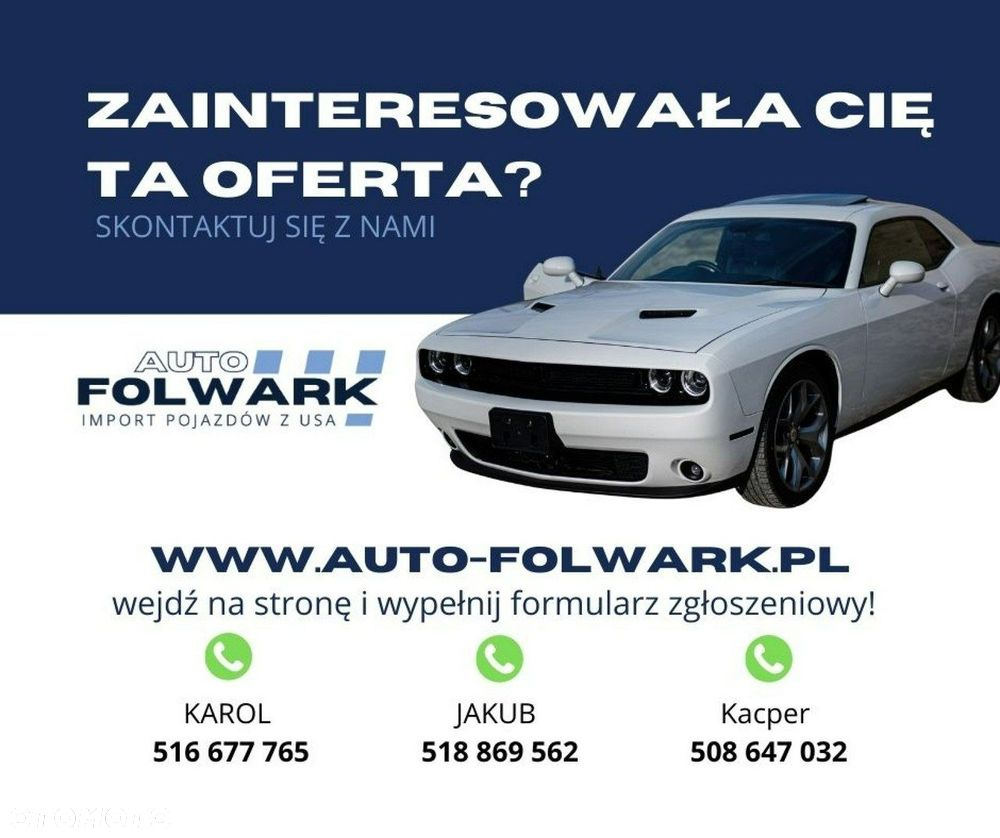 ZAINTERESOWAŁA CIĘ
TA OFERTA?
SKONTAKTUJ SIĘ Z NAMI
AUTO
FOLWARK
IMPORT POJAZDÓW Z USA
WWW.AUTO-FOLWARK.PL
wejdź na stronę i wypełnij formularz zgłoszeniowy!
KAROL JAKUB Kacper
516 677 765 518 869 562 508 647 032
OTOMOTO